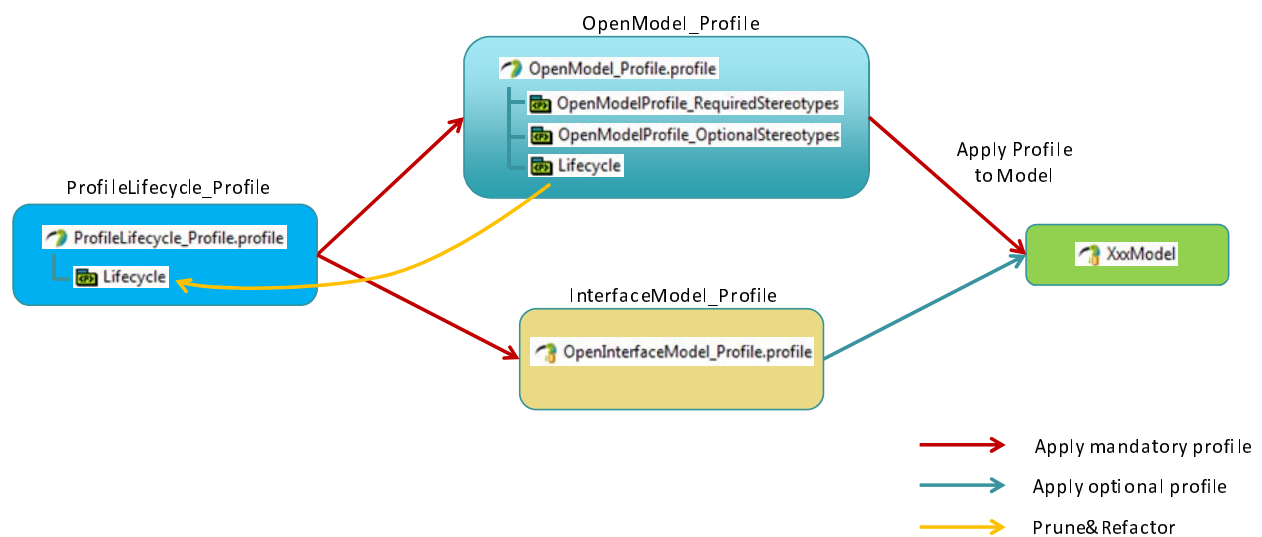 OpenModel_Profile
OpenModel_Profile.profile
OpenModelProfile_RequiredStereotypes
OpenModelProfile_OptionalStereotypes
Lifecycle
Apply Profile
to Model
ProfileLifecycle_Profile
ProfileLifecycle_Profile.profile
Lifecycle
XxxModel
InterfaceModel_Profile
OpenInterfaceModel_Profile.profile
Apply mandatory profile
Apply optional profile
Prune&Refactor